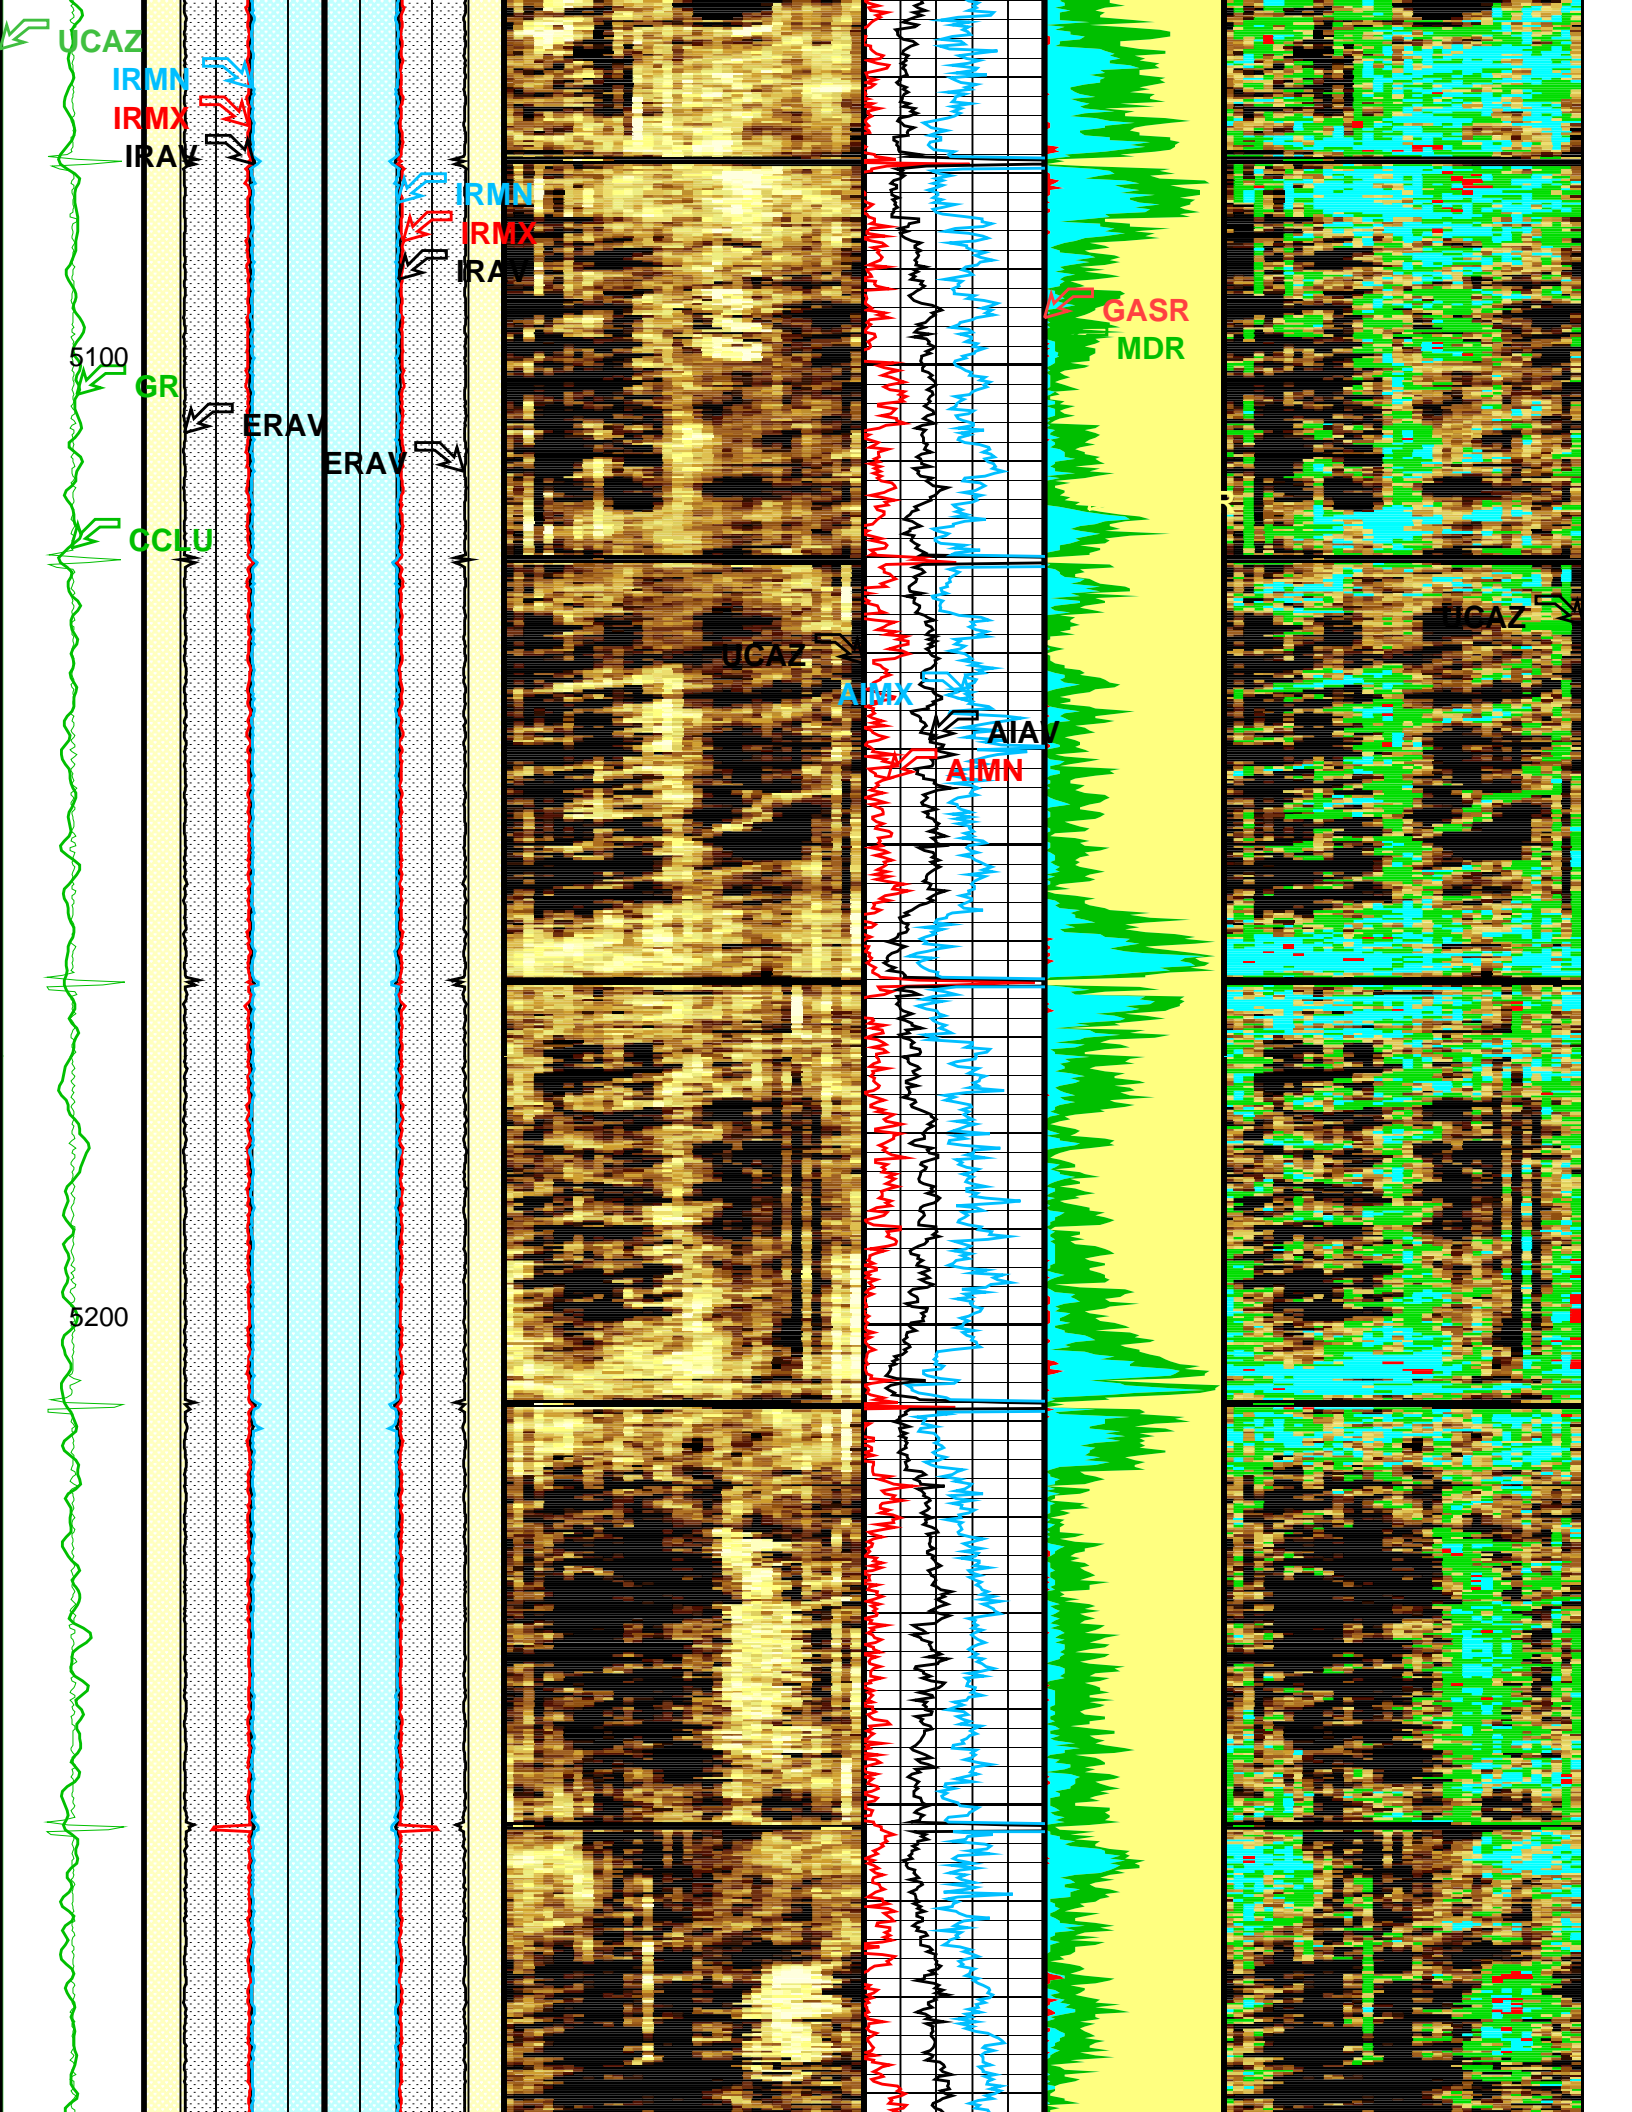 UCAZ
IRMN
IRMX
IRAV
IRMN
IRMX
IRAV
GASR
MDR
5100
GR
ERAV
ERAV
R
CCLU
UCAZ
UCAZ
AIMX
AIAV
AIMN
5200